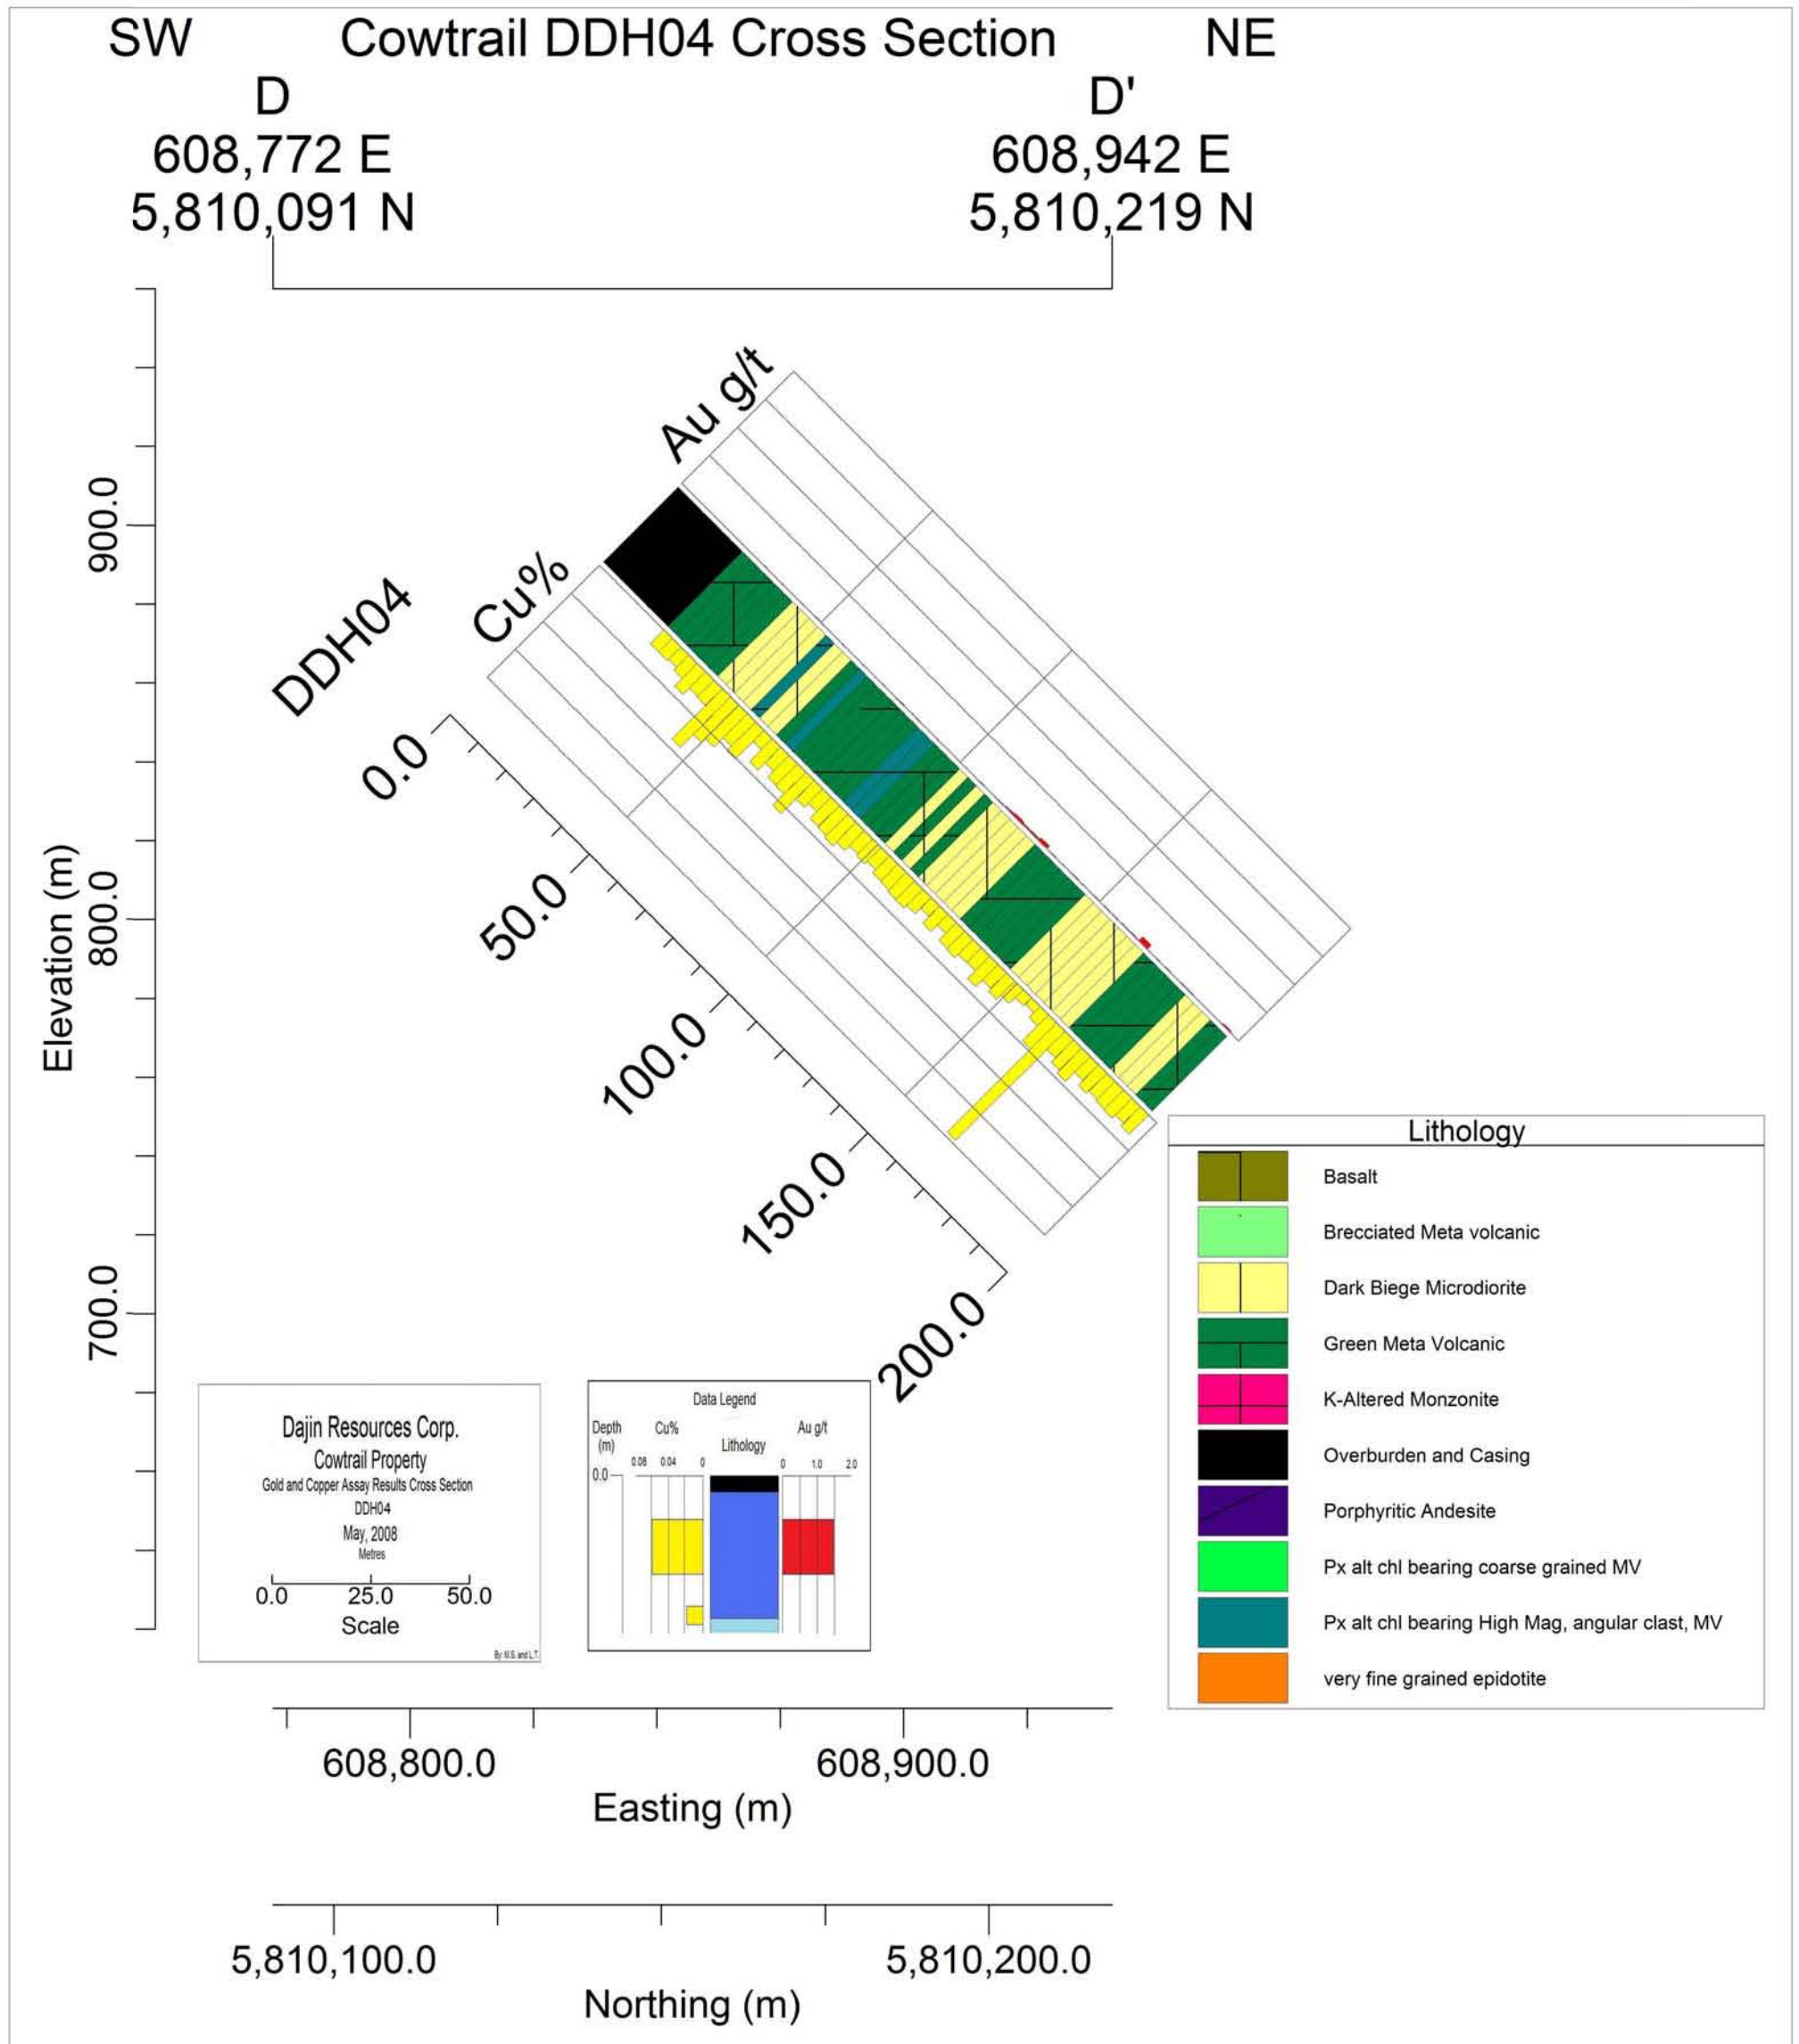 SW Cowtrail DDH04 Cross Section NE
D D'
608,772 E 608,942 E
5,810,091 N 5,810,219 N
Au g/t
Cu%
DDH04
0.0
50.0
100.0
150.0
200.0
900.0
800.0
700.0
Elevation (m)
Lithology
Basalt
Brecciated Meta volcanic
Dark Biege Microdiorite
Green Meta Volcanic
K-Altered Monzonite
Overburden and Casing
Porphyritic Andesite
Px alt chl bearing coarse grained MV
Px alt chl bearing High Mag, angular clast, MV
very fine grained epidotite
Dajin Resources Corp.
Cowtrail Property
Gold and Copper Assay Results Cross Section
DDH04
May, 2008
Metres
0.0 25.0 50.0
Scale
By: M.S. and L.T.
Data Legend
Depth (m) Cu% Lithology Au g/t
0.08 0.04 0 0 1.0 2.0
0.0
608,800.0 608,900.0
Easting (m)
5,810,100.0 5,810,200.0
Northing (m)